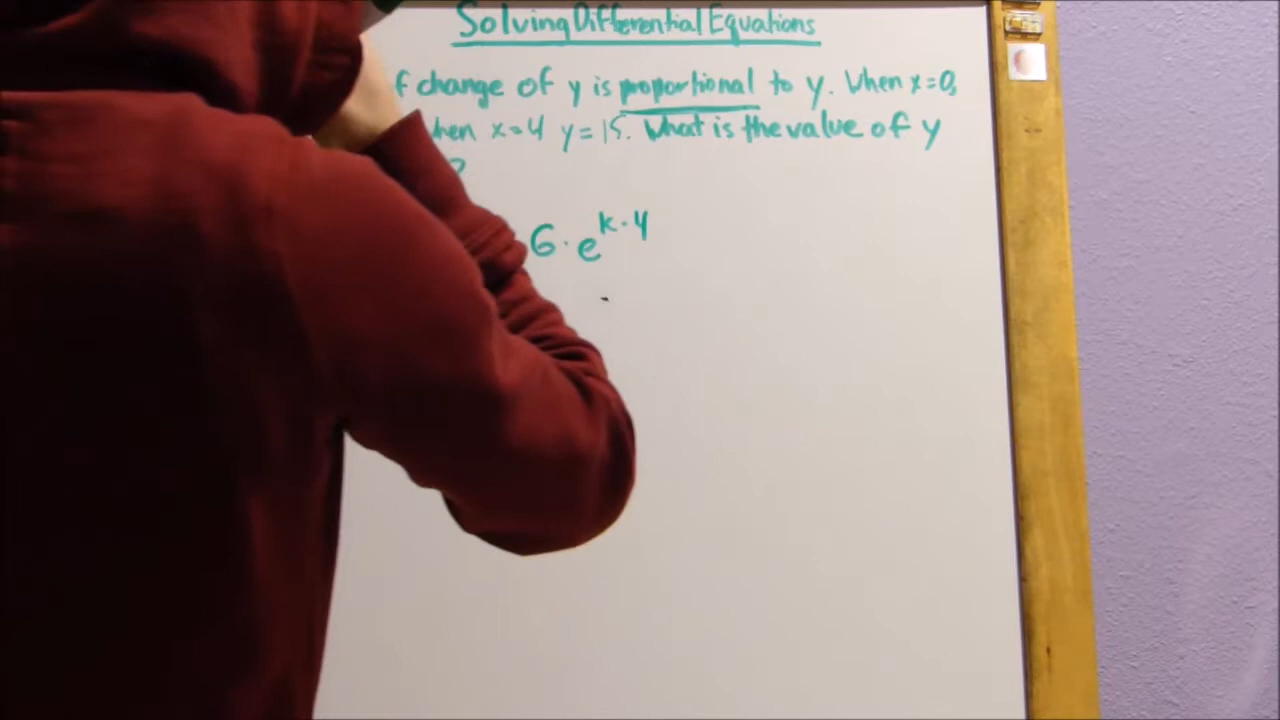 Solving Differential Equations
f change of y is proportional to y. When x=0,
hen x=4 y=15. What is the value of y
?
6 · e^{k·4}